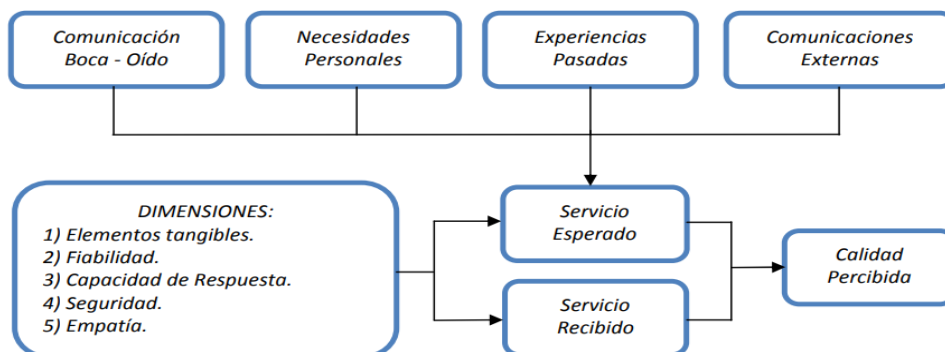 Comunicación
Boca - Oído
Necesidades
Personales
Experiencias
Pasadas
Comunicaciones
Externas
DIMENSIONES:
1) Elementos tangibles.
2) Fiabilidad.
3) Capacidad de Respuesta.
4) Seguridad.
5) Empatía.
Servicio
Esperado
Servicio
Recibido
Calidad
Percibida